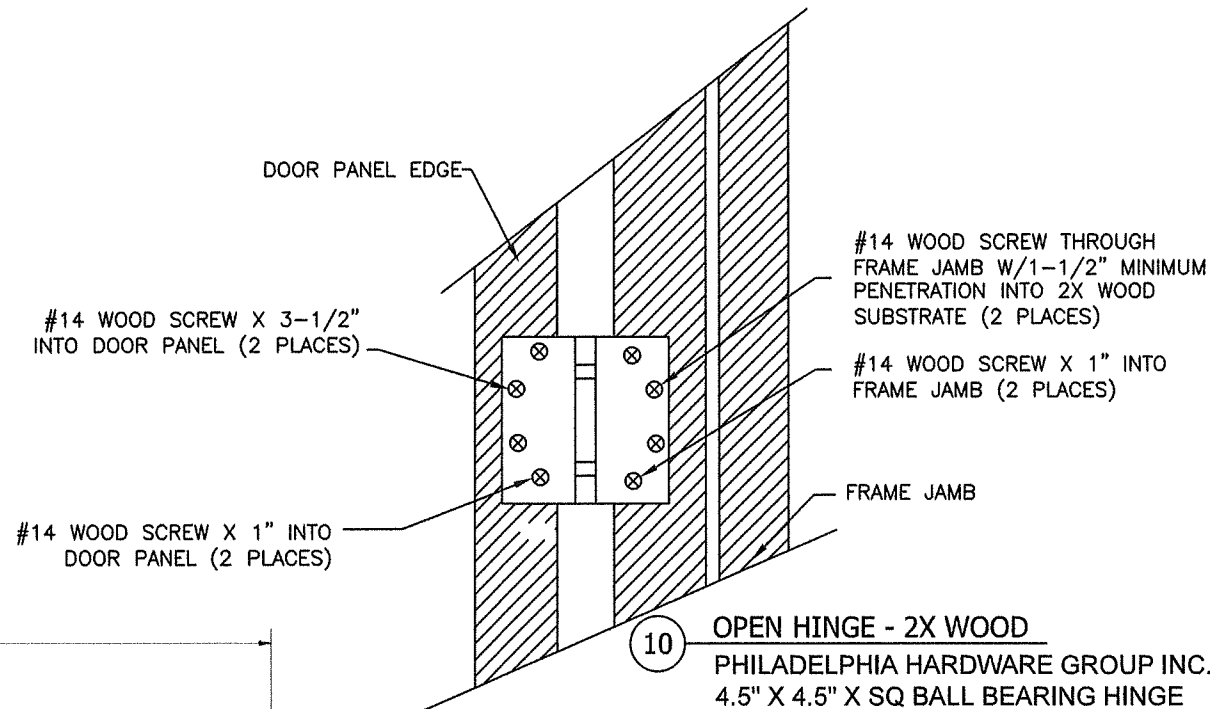 DOOR PANEL EDGE
#14 WOOD SCREW THROUGH
FRAME JAMB W/1-1/2" MINIMUM
PENETRATION INTO 2X WOOD
SUBSTRATE (2 PLACES)
#14 WOOD SCREW X 3-1/2"
INTO DOOR PANEL (2 PLACES)
#14 WOOD SCREW X 1" INTO
FRAME JAMB (2 PLACES)
FRAME JAMB
#14 WOOD SCREW X 1" INTO
DOOR PANEL (2 PLACES)
10 OPEN HINGE - 2X WOOD
PHILADELPHIA HARDWARE GROUP INC.
4.5" X 4.5" X SQ BALL BEARING HINGE